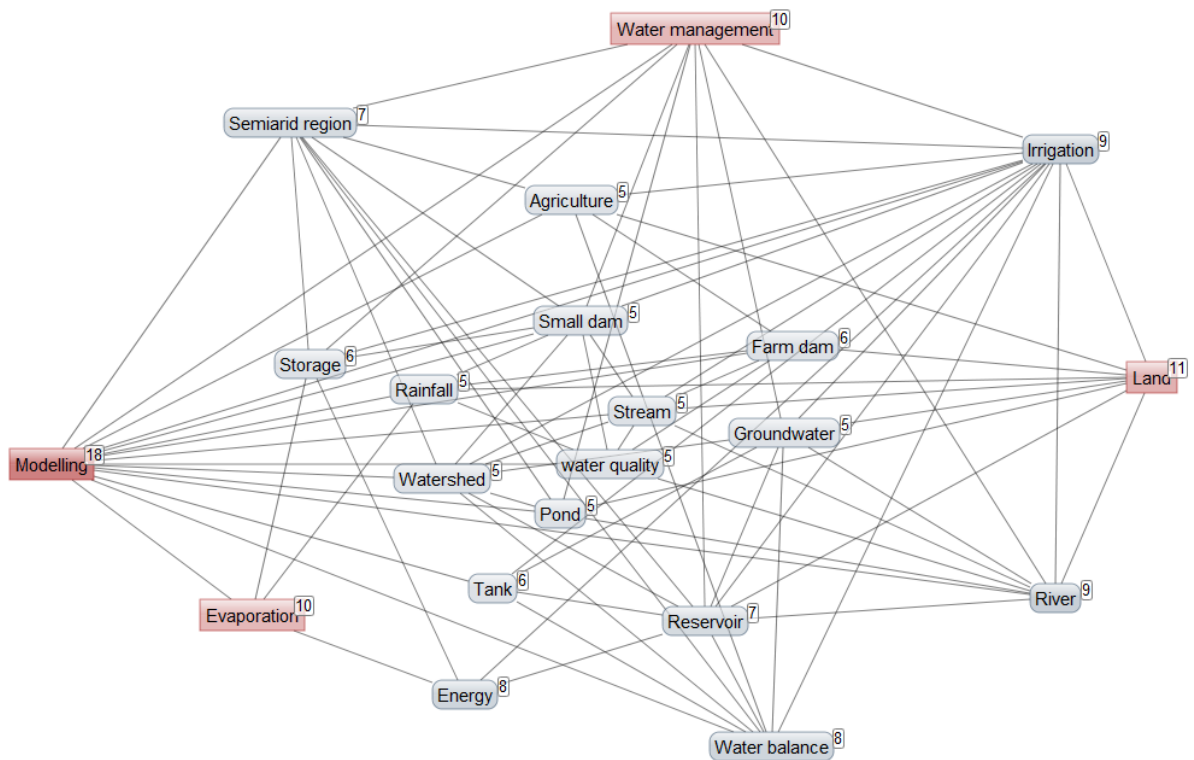 Water management 10
Semiarid region 7
Irrigation 9
Agriculture 5
Small dam 5
Farm dam 6
Storage 6
Land 11
Rainfall 5
Stream 5
Groundwater 5
Modelling 18
water quality 5
Watershed 5
Pond 5
Tank 6
River 9
Evaporation 10
Reservoir 7
Energy 8
Water balance 8